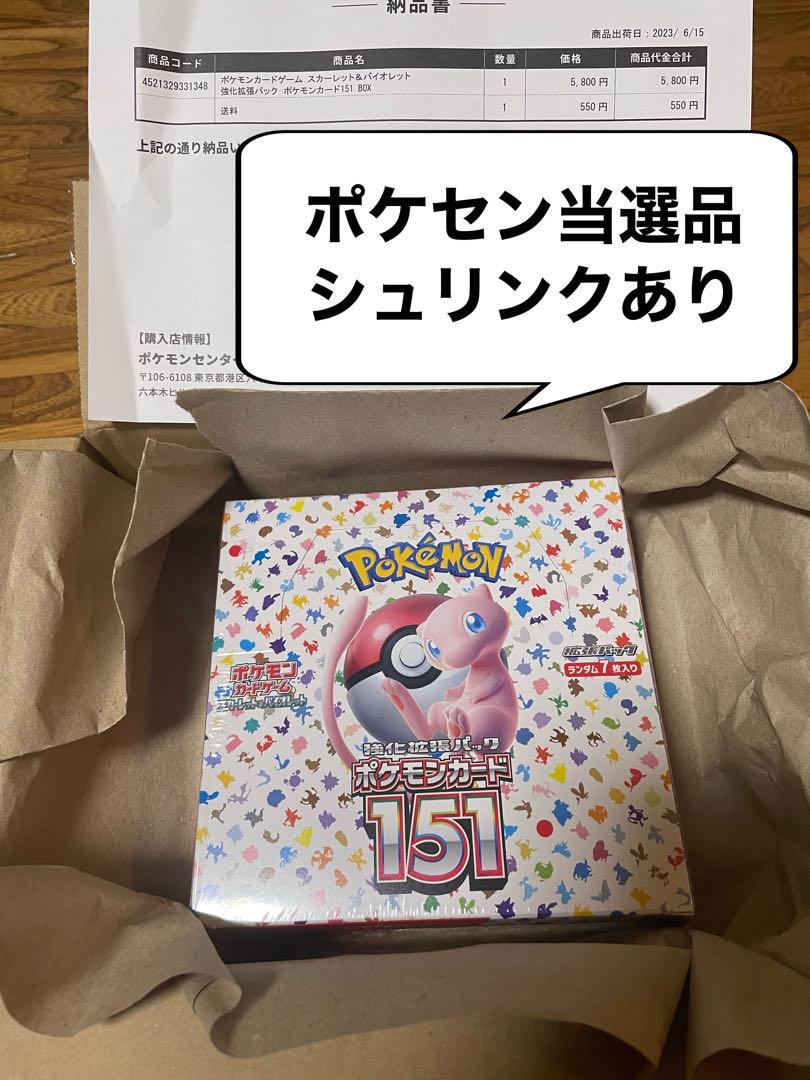 納品書
商品出荷日：2023/ 6/15
商品コード 商品名 数量 価格 商品代金合計
4521329331348 ポケモンカードゲーム スカーレット＆バイオレット 1 5,800 円 5,800 円
強化拡張パック ポケモンカード151 BOX
送料 1 550 円 550 円
上記の通り納品い
ポケセン当選品
シュリンクあり
【購入店情報】
ポケモンセンター
〒106-6108 東京都港区六
六本木ヒ
POKéMON
ポケモン
カードゲーム
スカーレット&バイオレット
拡張パック
ランダム7枚入り
強化拡張パック
ポケモンカード
151